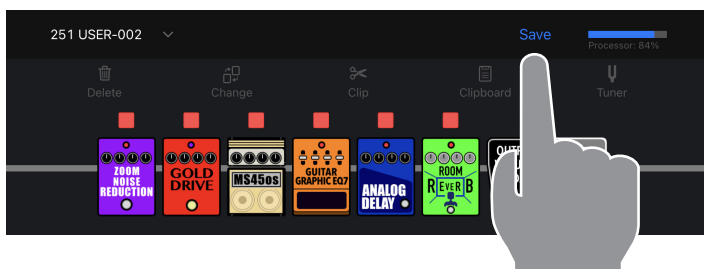 251 USER-002
Save
Processor: 84%
Delete
Change
Clip
Clipboard
Tuner
ZOOM
NOISE
REDUCTION
GOLD
DRIVE
MS45os
GUITAR
GRAPHIC EQ7
ANALOG
DELAY
ROOM
REVERB